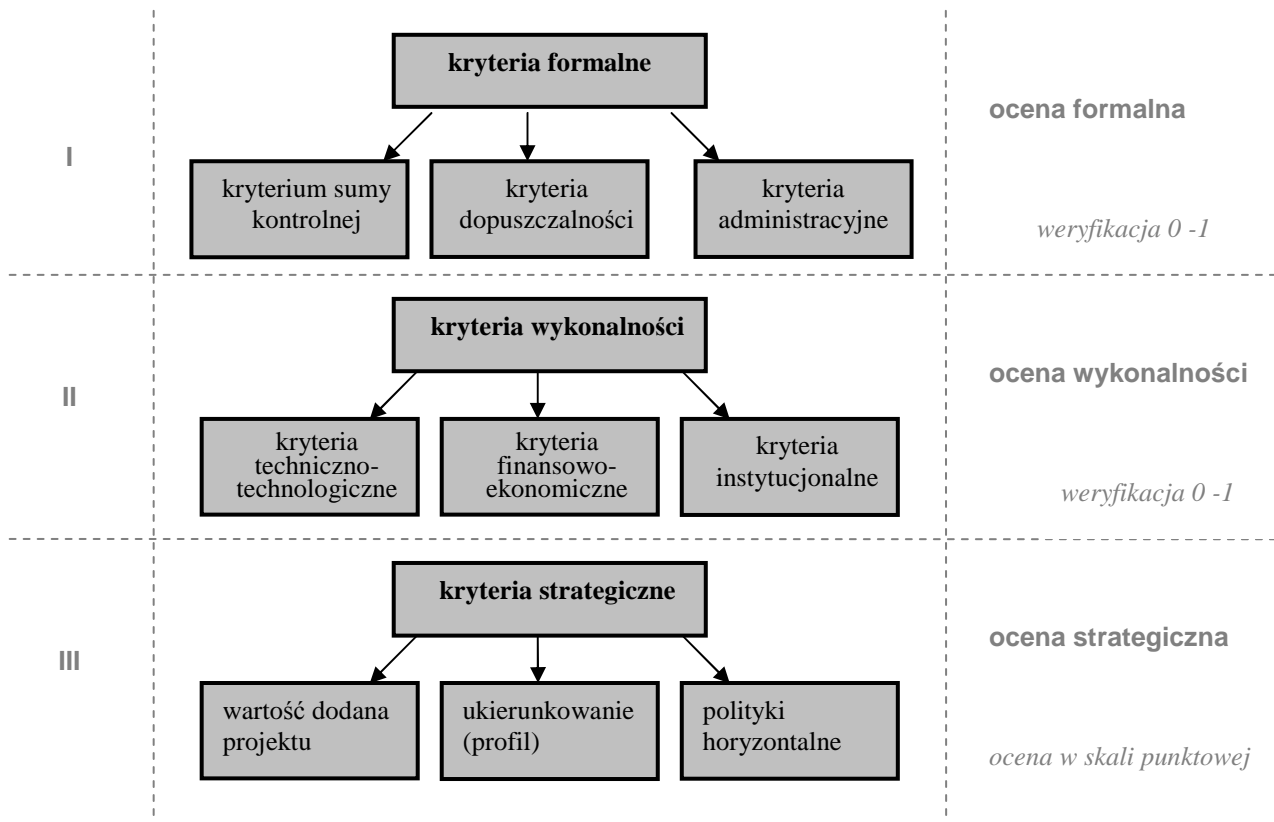 kryteria formalne
ocena formalna
I
kryterium sumy
kontrolnej
kryteria
dopuszczalności
kryteria
administracyjne
weryfikacja 0 -1
kryteria wykonalności
ocena wykonalności
II
kryteria
techniczno-
technologiczne
kryteria
finansowo-
ekonomiczne
kryteria
instytucjonalne
weryfikacja 0 -1
kryteria strategiczne
ocena strategiczna
III
wartość dodana
projektu
ukierunkowanie
(profil)
polityki
horyzontalne
ocena w skali punktowej